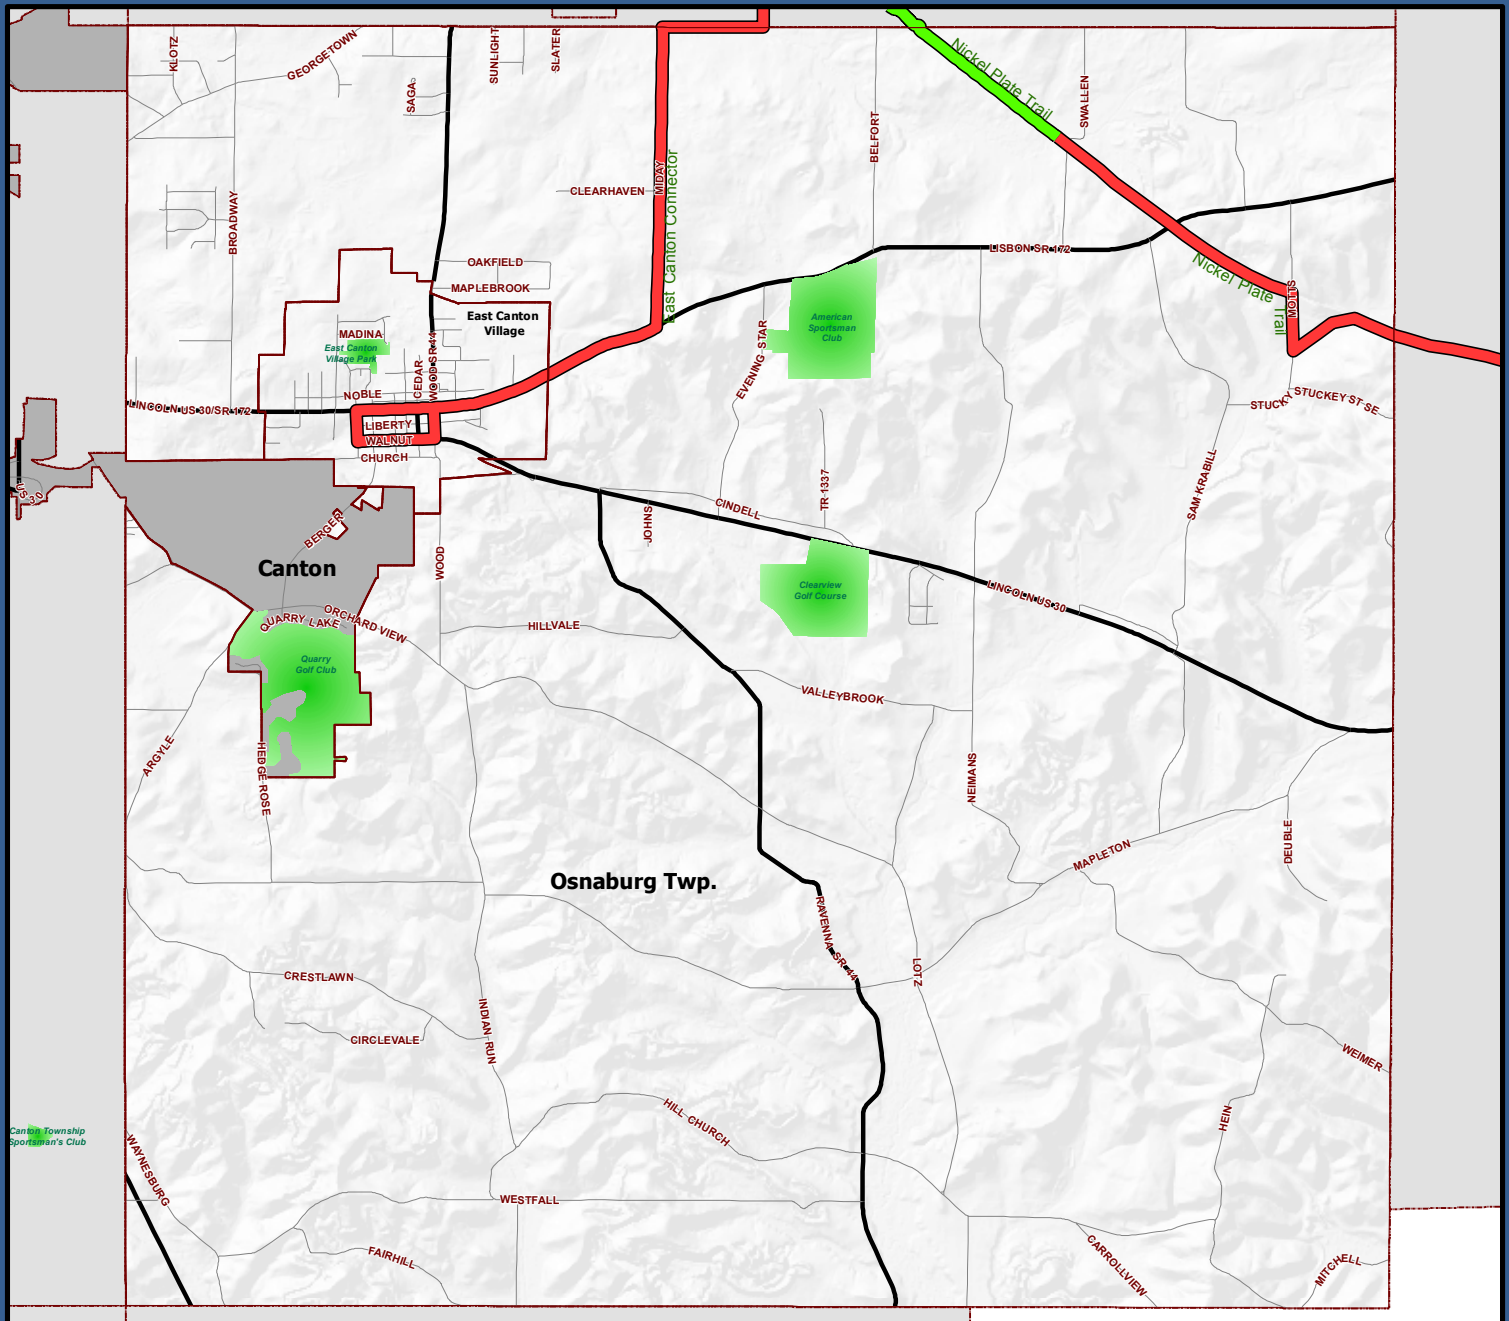 KLOTZ
GEORGETOWN
SAGA
SUNLIGHT
SLATER
Nickel Plate Trail
SWALLEN
BELFORT
MIDAY
East Canton Connector
CLEARHAVEN
BROADWAY
OAKFIELD
MAPLEBROOK
LISBON SR 172
Nickel Plate
Trail
MOTTS
East Canton
Village
MADINA
East Canton
Village Park
American
Sportsman
Club
EVENING STAR
CEDAR
WOOD SR 44
NOBLE
LINCOLN US 30/SR 172
LIBERTY
WALNUT
CHURCH
STUCKY
STUCKEY ST SE
US 30
BERGER
Canton
WOOD
JOHNS
CINDELL
TR 1337
SAM KRABILL
Clearview
Golf Course
LINCOLN US 30
QUARRY LAKE
ORCHARD VIEW
HILLVALE
Quarry
Golf Club
VALLEYBROOK
ARGYLE
HEDGE ROSE
NEIMANS
MAPLETON
DEUBLE
Osnaburg Twp.
RAVENNA SR 44
LOTZ
CRESTLAWN
CIRCLEVALE
INDIAN RUN
WEIMER
HEIN
HILL CHURCH
Canton Township
Sportsman's Club
WAYNESBURG
WESTFALL
FAIRHILL
CARROLLVIEW
MITCHELL